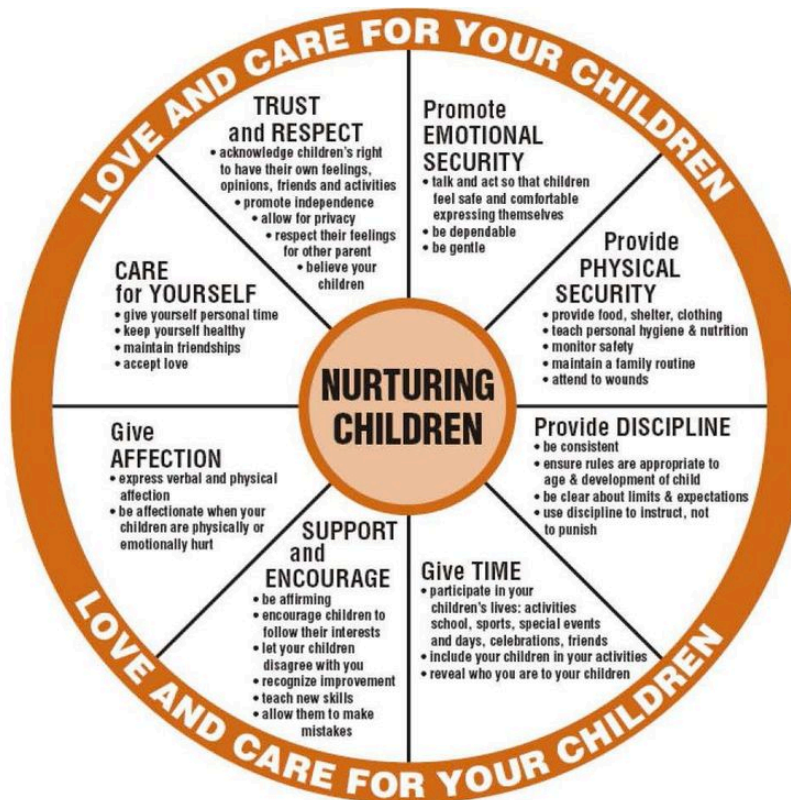 LOVE AND CARE FOR YOUR CHILDREN
TRUST
and RESPECT
• acknowledge children's right
to have their own feelings,
opinions, friends and activities
• promote independence
• allow for privacy
• respect their feelings
for other parent
• believe your
children
Promote
EMOTIONAL
SECURITY
• talk and act so that children
feel safe and comfortable
expressing themselves
• be dependable
• be gentle
Provide
PHYSICAL
SECURITY
• provide food, shelter, clothing
• teach personal hygiene & nutrition
• monitor safety
• maintain a family routine
• attend to wounds
Provide DISCIPLINE
• be consistent
• ensure rules are appropriate to
age & development of child
• be clear about limits & expectations
• use discipline to instruct, not
to punish
Give TIME
• participate in your
children's lives: activities
school, sports, special events
and days, celebrations, friends
• include your children in your activities
• reveal who you are to your children
SUPPORT
and
ENCOURAGE
• be affirming
• encourage children to
follow their interests
• let your children
disagree with you
• recognize improvement
• teach new skills
• allow them to make
mistakes
Give
AFFECTION
• express verbal and physical
affection
• be affectionate when your
children are physically or
emotionally hurt
CARE
for YOURSELF
• give yourself personal time
• keep yourself healthy
• maintain friendships
• accept love
NURTURING
CHILDREN
LOVE AND CARE FOR YOUR CHILDREN